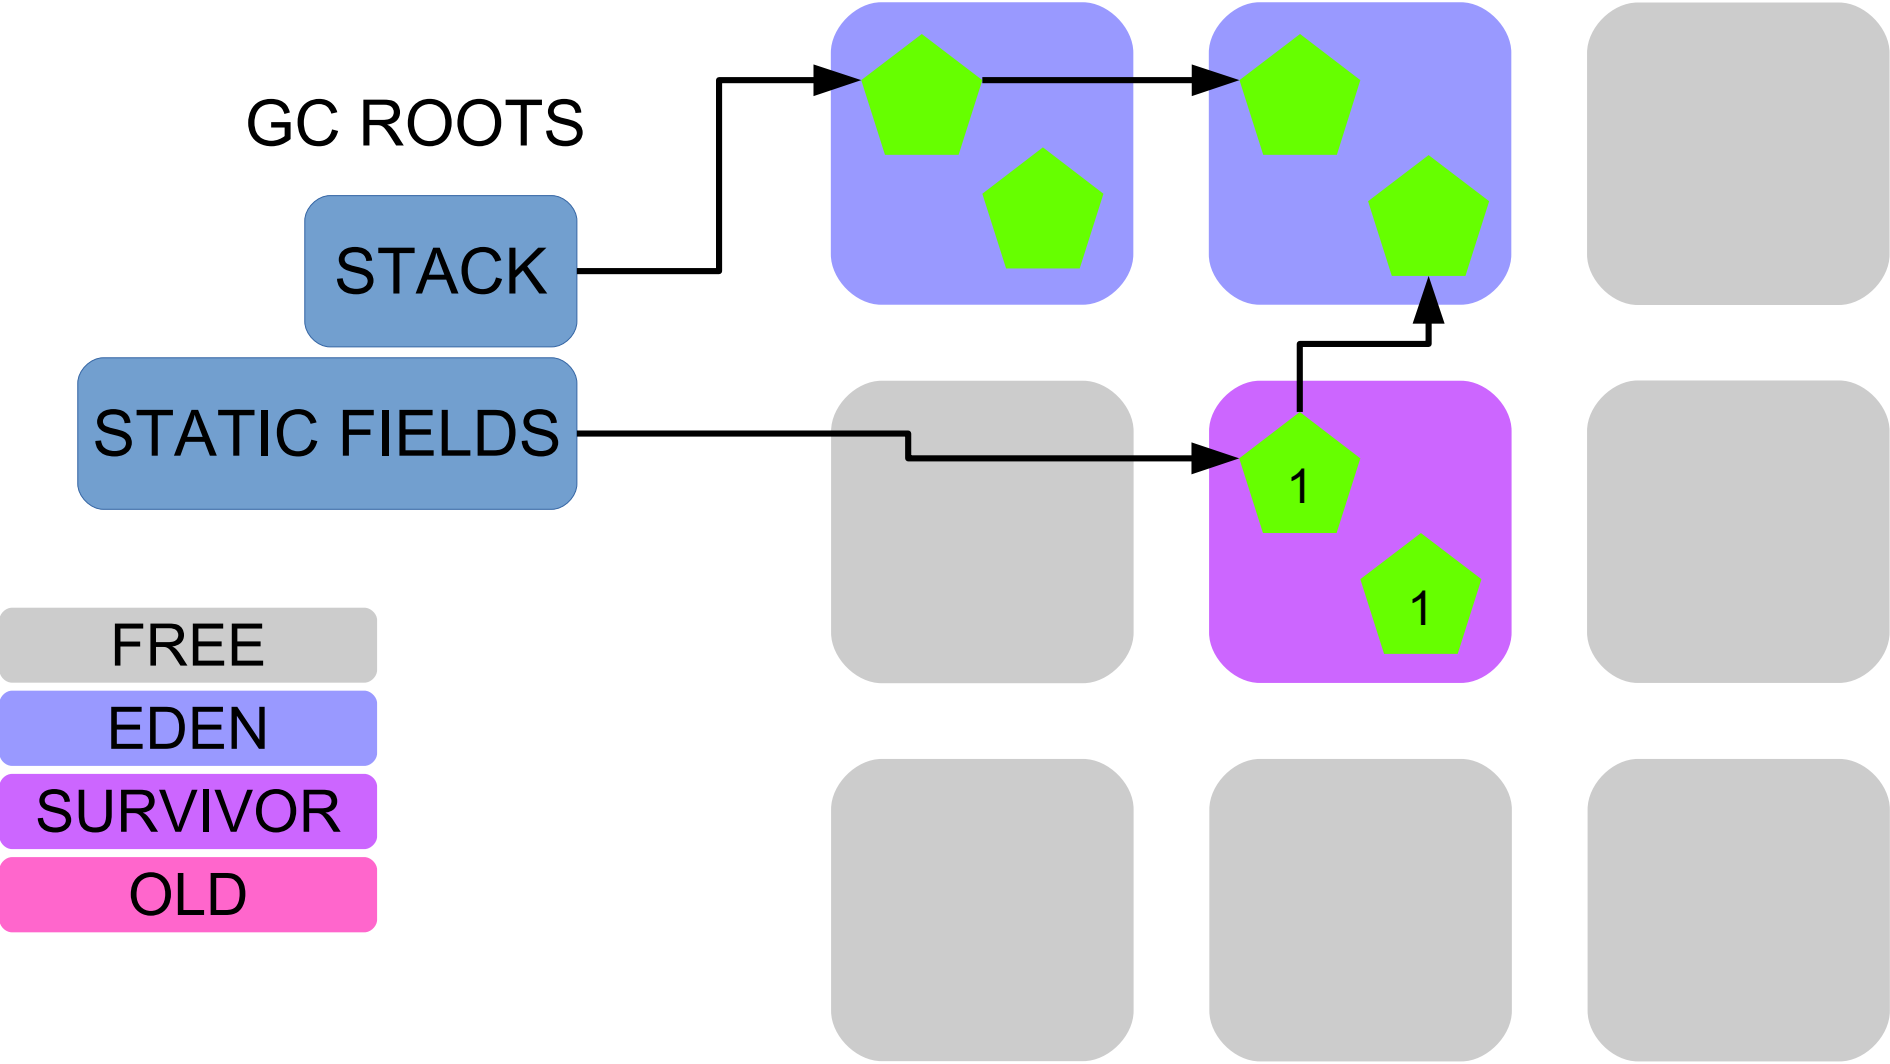 GC ROOTS
STACK
STATIC FIELDS
1
1
FREE
EDEN
SURVIVOR
OLD